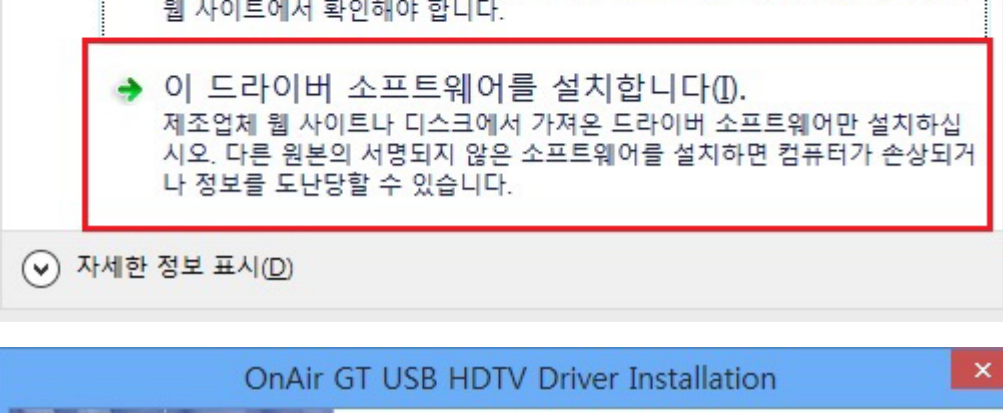 웹 사이트에서 확인해야 합니다.
이 드라이버 소프트웨어를 설치합니다(I).
제조업체 웹 사이트나 디스크에서 가져온 드라이버 소프트웨어만 설치하십
시오. 다른 원본의 서명되지 않은 소프트웨어를 설치하면 컴퓨터가 손상되거
나 정보를 도난당할 수 있습니다.
자세한 정보 표시(D)
OnAir GT USB HDTV Driver Installation